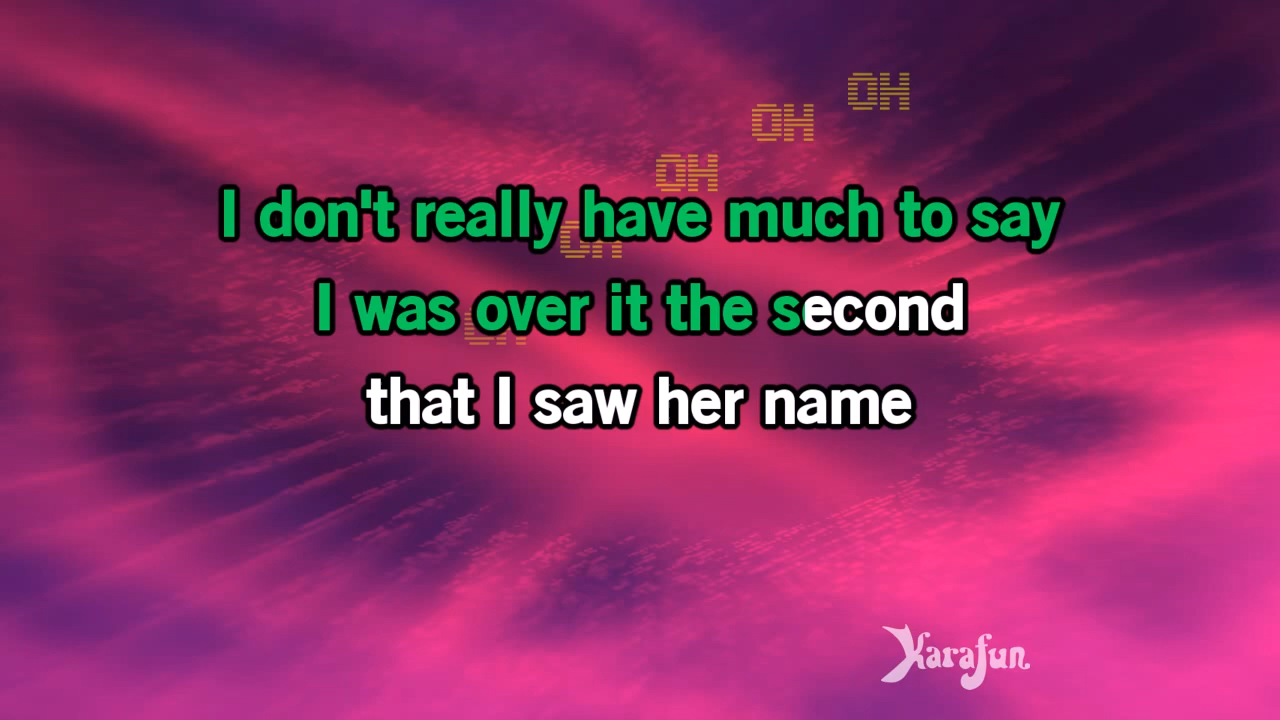 OH
OH
OH
I don't really have much to say
OH
I was over it the second
OH
that I saw her name
Karafun